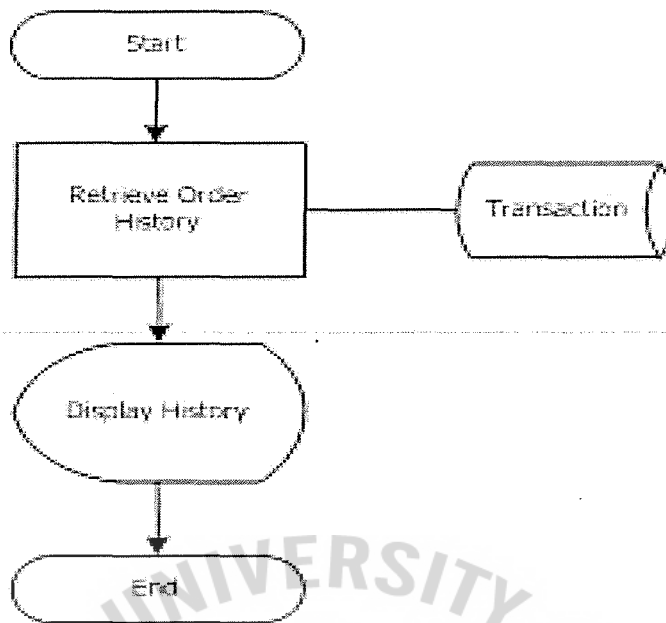 Start
Retrieve Order
History
Transaction
Display History
End
UNIVERSITY